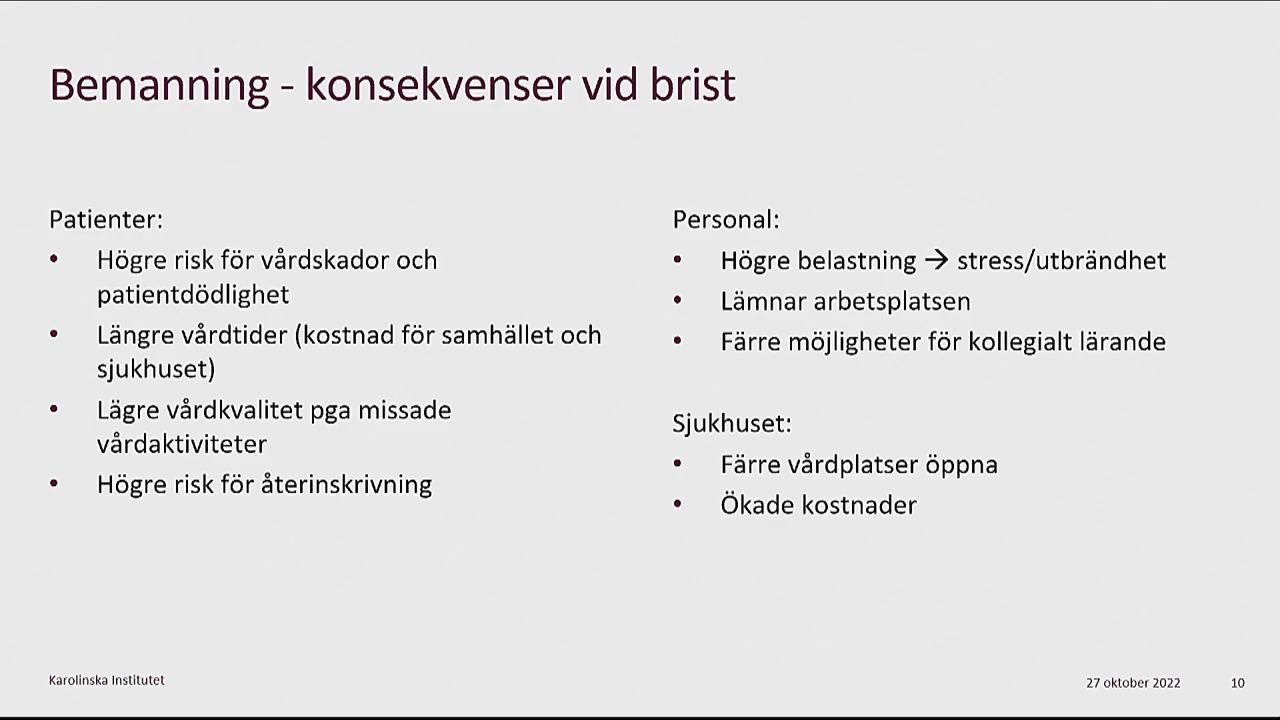 Bemanning - konsekvenser vid brist
Patienter:
• Högre risk för vårdskador och
patientdödlighet
• Längre vårdtider (kostnad för samhället och
sjukhuset)
• Lägre vårdkvalitet pga missade
vårdaktiviteter
• Högre risk för återinskrivning
Personal:
• Högre belastning → stress/utbrändhet
• Lämnar arbetsplatsen
• Färre möjligheter för kollegialt lärande
Sjukhuset:
• Färre vårdplatser öppna
• Ökade kostnader
Karolinska Institutet
27 oktober 2022
10